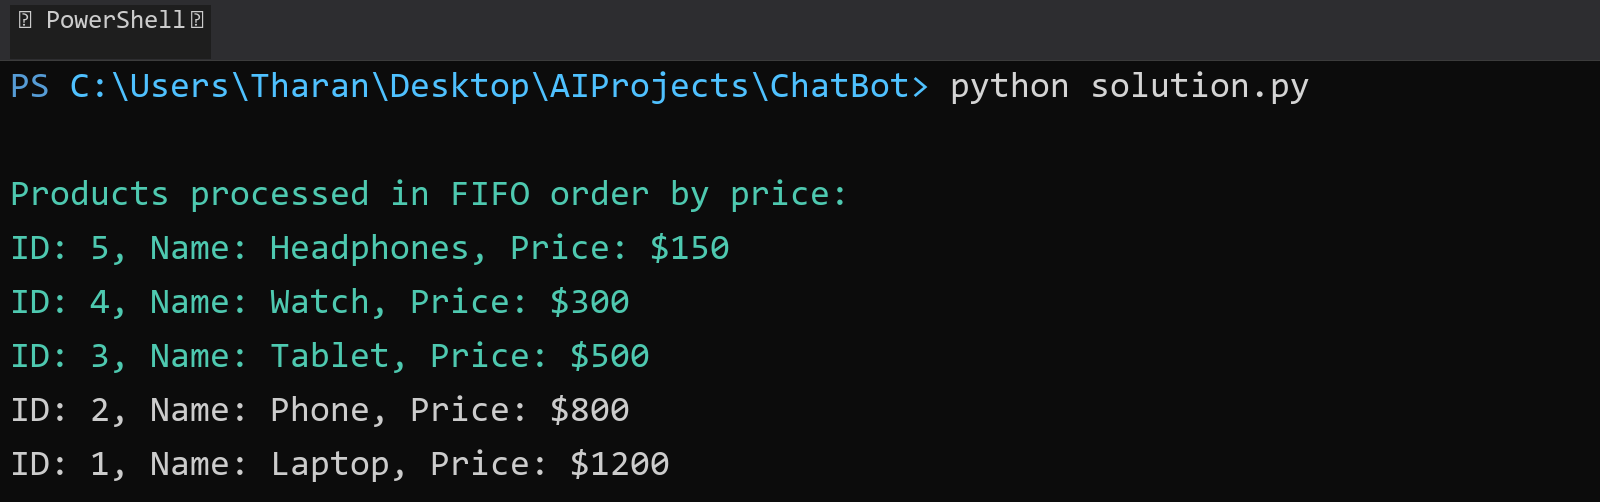 PowerShell
PS C:\Users\Tharan\Desktop\AIProjects\ChatBot> python solution.py
Products processed in FIFO order by price:
ID: 5, Name: Headphones, Price: $150
ID: 4, Name: Watch, Price: $300
ID: 3, Name: Tablet, Price: $500
ID: 2, Name: Phone, Price: $800
ID: 1, Name: Laptop, Price: $1200